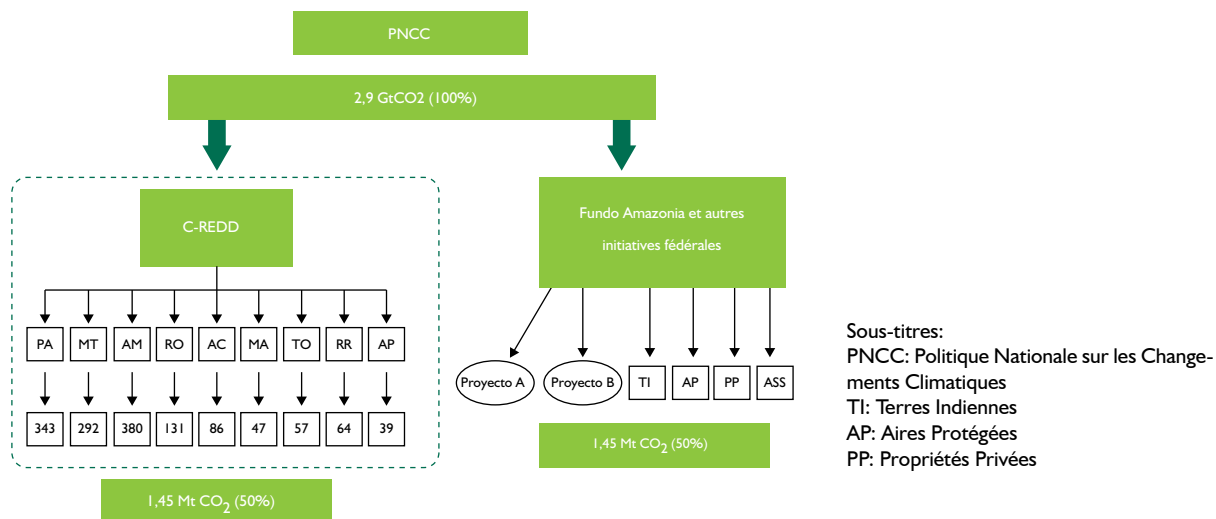 PNCC
2,9 GtCO2 (100%)
C-REDD
Fundo Amazonia et autres
initiatives fédérales
PA MT AM RO AC MA TO RR AP
343 292 380 131 86 47 57 64 39
1,45 Mt CO2 (50%)
Proyecto A Proyecto B TI AP PP ASS
1,45 Mt CO2 (50%)
Sous-titres:
PNCC: Politique Nationale sur les Change-
ments Climatiques
TI: Terres Indiennes
AP: Aires Protégées
PP: Propriétés Privées